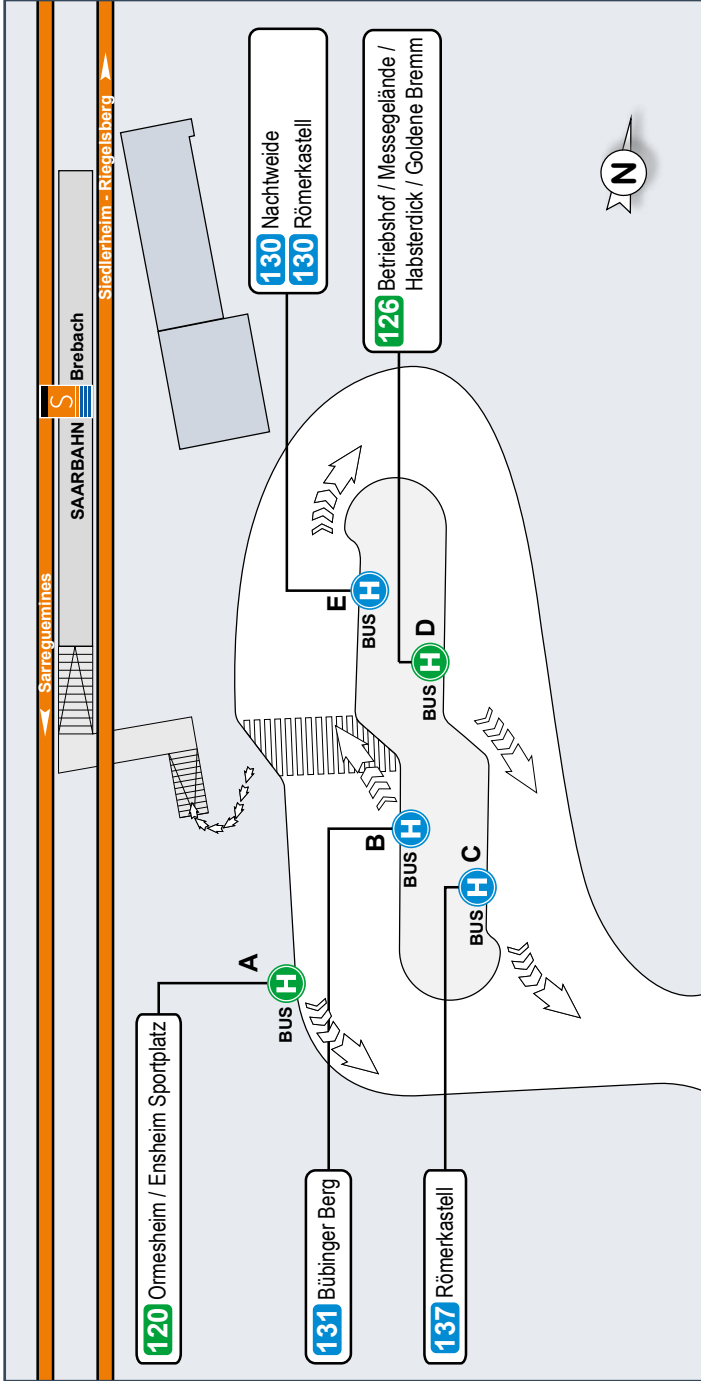 Sarreguemines
SAARBAHN S Brebach
Siedlerheim - Riegelsberg
120 Ormesheim / Ensheim Sportplatz
A
BUS H
131 Bübinger Berg
B
BUS H
137 Römerkastell
C
BUS H
130 Nachtweide
130 Römerkastell
E
BUS H
126 Betriebshof / Messegelände /
Habsterdick / Goldene Bremm
D
BUS H
N